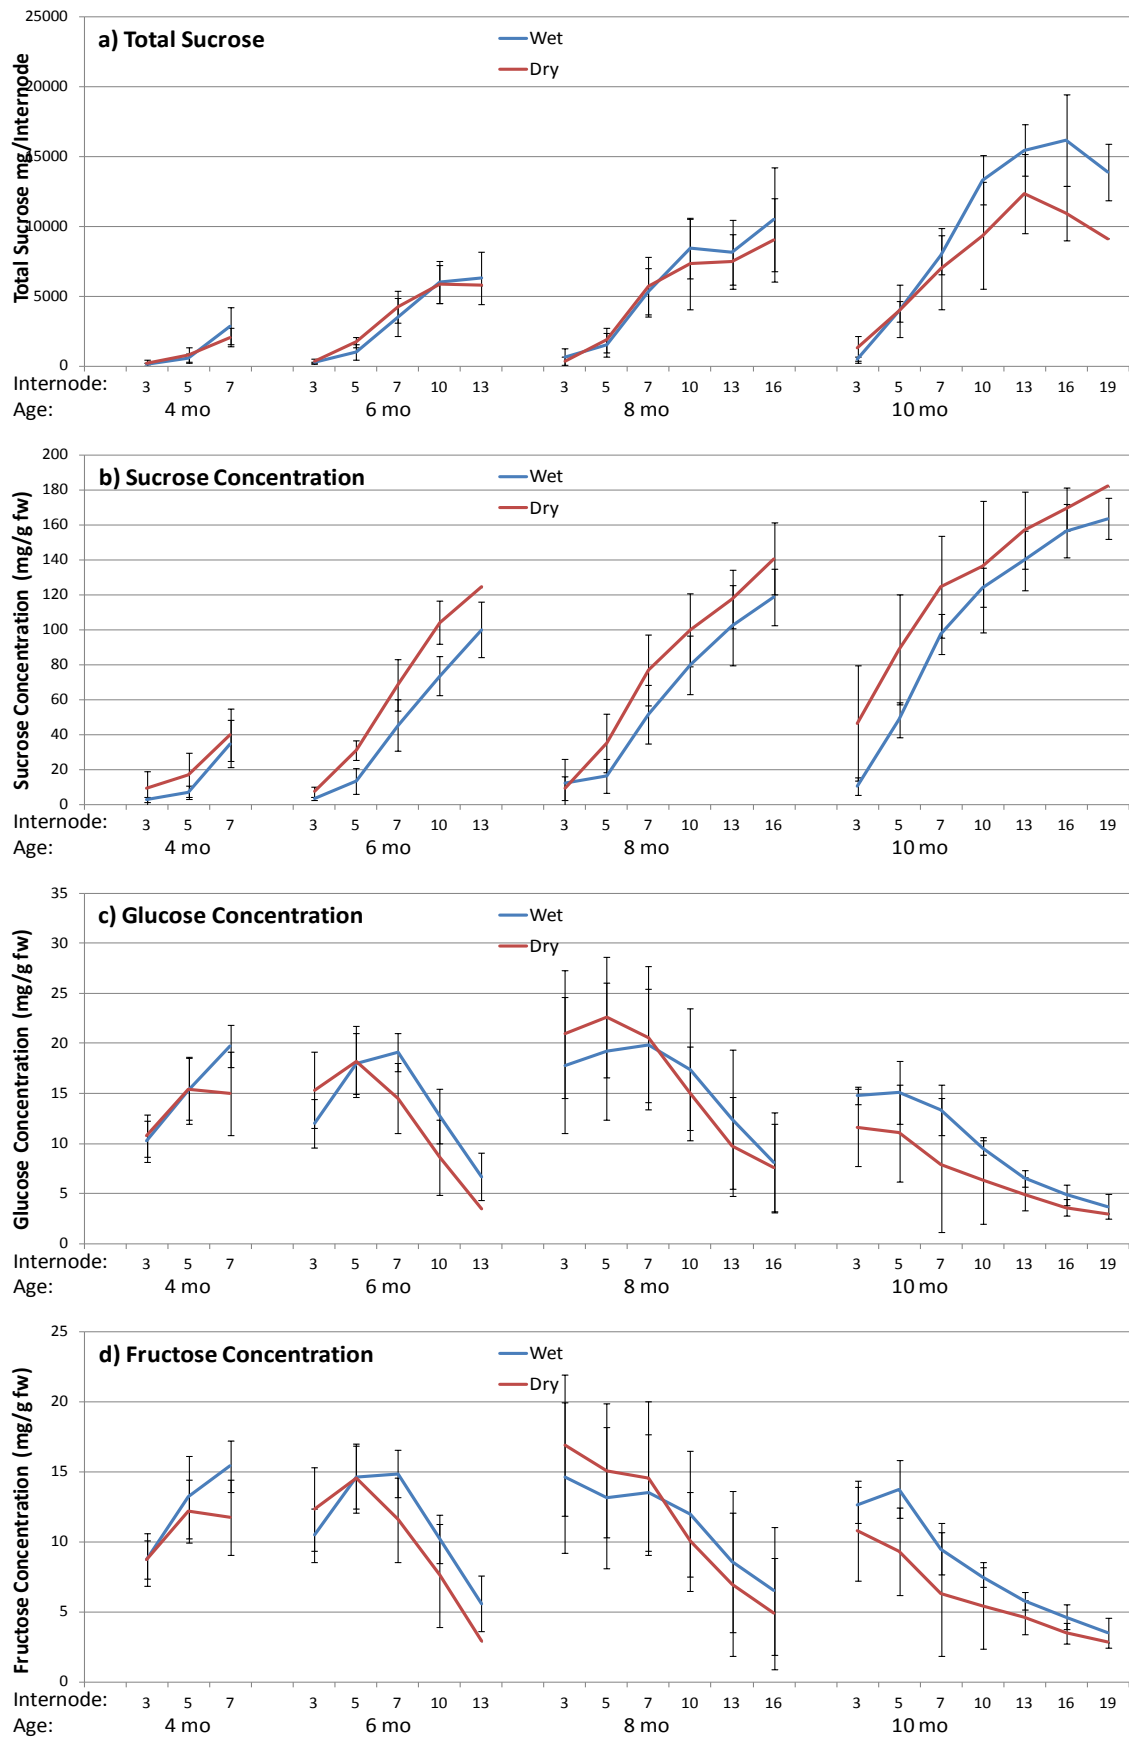 a) Total Sucrose
Wet
Dry
Total Sucrose mg/Internode
25000
20000
15000
10000
5000
0
Internode: 3 5 7 3 5 7 10 13 3 5 7 10 13 16 3 5 7 10 13 16 19
Age: 4 mo 6 mo 8 mo 10 mo
b) Sucrose Concentration
Wet
Dry
Sucrose Concentration (mg/g fw)
200
180
160
140
120
100
80
60
40
20
0
Internode: 3 5 7 3 5 7 10 13 3 5 7 10 13 16 3 5 7 10 13 16 19
Age: 4 mo 6 mo 8 mo 10 mo
c) Glucose Concentration
Wet
Dry
Glucose Concentration (mg/g fw)
35
30
25
20
15
10
5
0
Internode: 3 5 7 3 5 7 10 13 3 5 7 10 13 16 3 5 7 10 13 16 19
Age: 4 mo 6 mo 8 mo 10 mo
d) Fructose Concentration
Wet
Dry
Fructose Concentration (mg/g fw)
25
20
15
10
5
0
Internode: 3 5 7 3 5 7 10 13 3 5 7 10 13 16 3 5 7 10 13 16 19
Age: 4 mo 6 mo 8 mo 10 mo